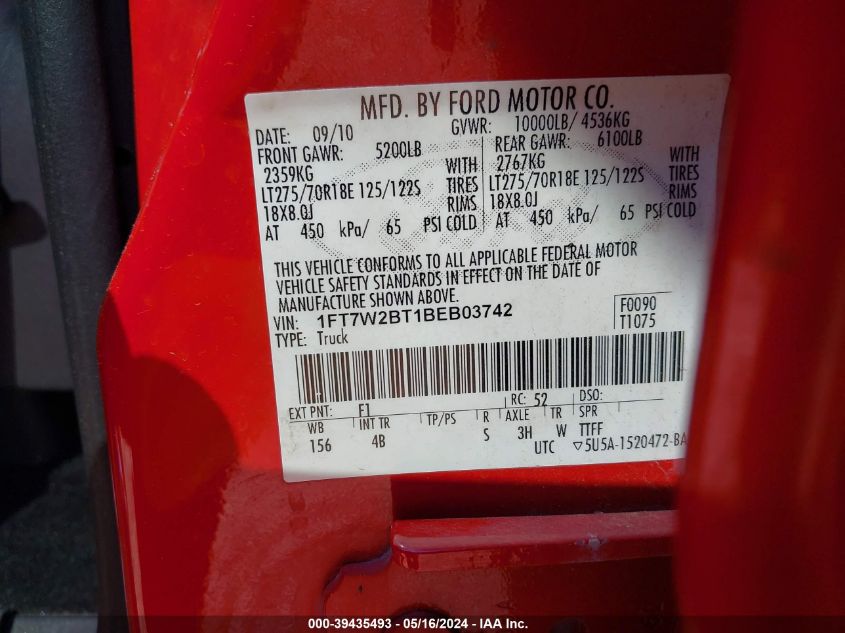 MFD. BY FORD MOTOR CO.
DATE: 09/10 GVWR: 10000LB/ 4536KG
FRONT GAWR: 5200LB REAR GAWR: 6100LB
2359KG WITH 2767KG WITH
LT275/70R18E 125/122S TIRES LT275/70R18E 125/122S TIRES
18X8.0J RIMS 18X8.0J RIMS
AT 450 kPa/ 65 PSI COLD AT 450 kPa/ 65 PSI COLD
THIS VEHICLE CONFORMS TO ALL APPLICABLE FEDERAL MOTOR
VEHICLE SAFETY STANDARDS IN EFFECT ON THE DATE OF
MANUFACTURE SHOWN ABOVE.
VIN: 1FT7W2BT1BEB03742 F0090
TYPE: Truck T1075
EXT PNT: F1 RC: 52 DSO:
WB INT TR TP/PS R AXLE TR SPR
156 4B S 3H W TTFF
UTC ▽5U5A-1520472-BA
000-39435493 - 05/16/2024 - IAA Inc.